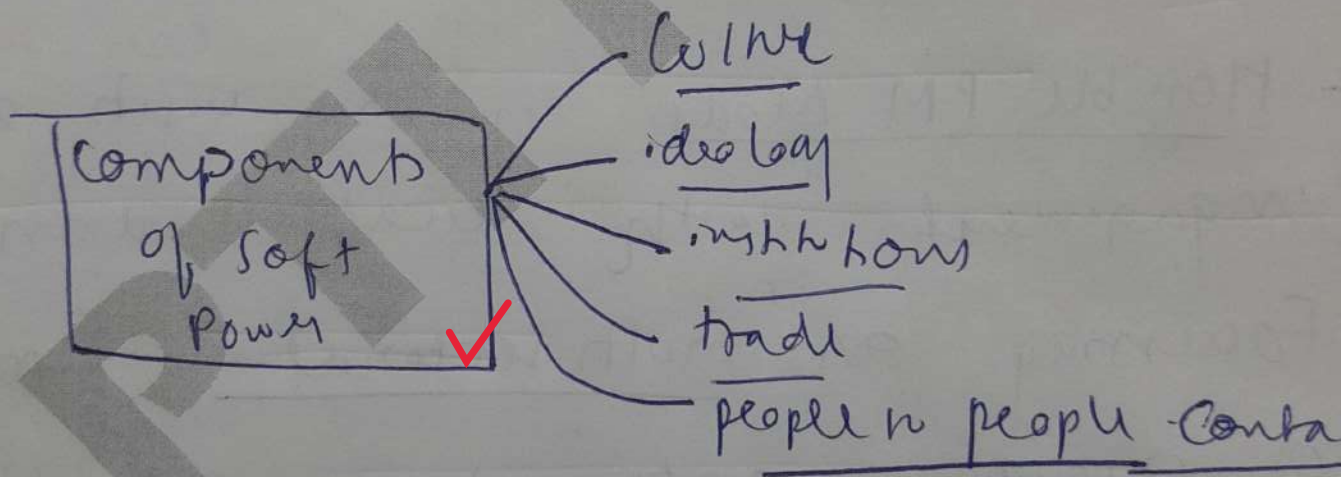 Culture
ideology
Components
of Soft
Power
institutions
trade
people to people Conta